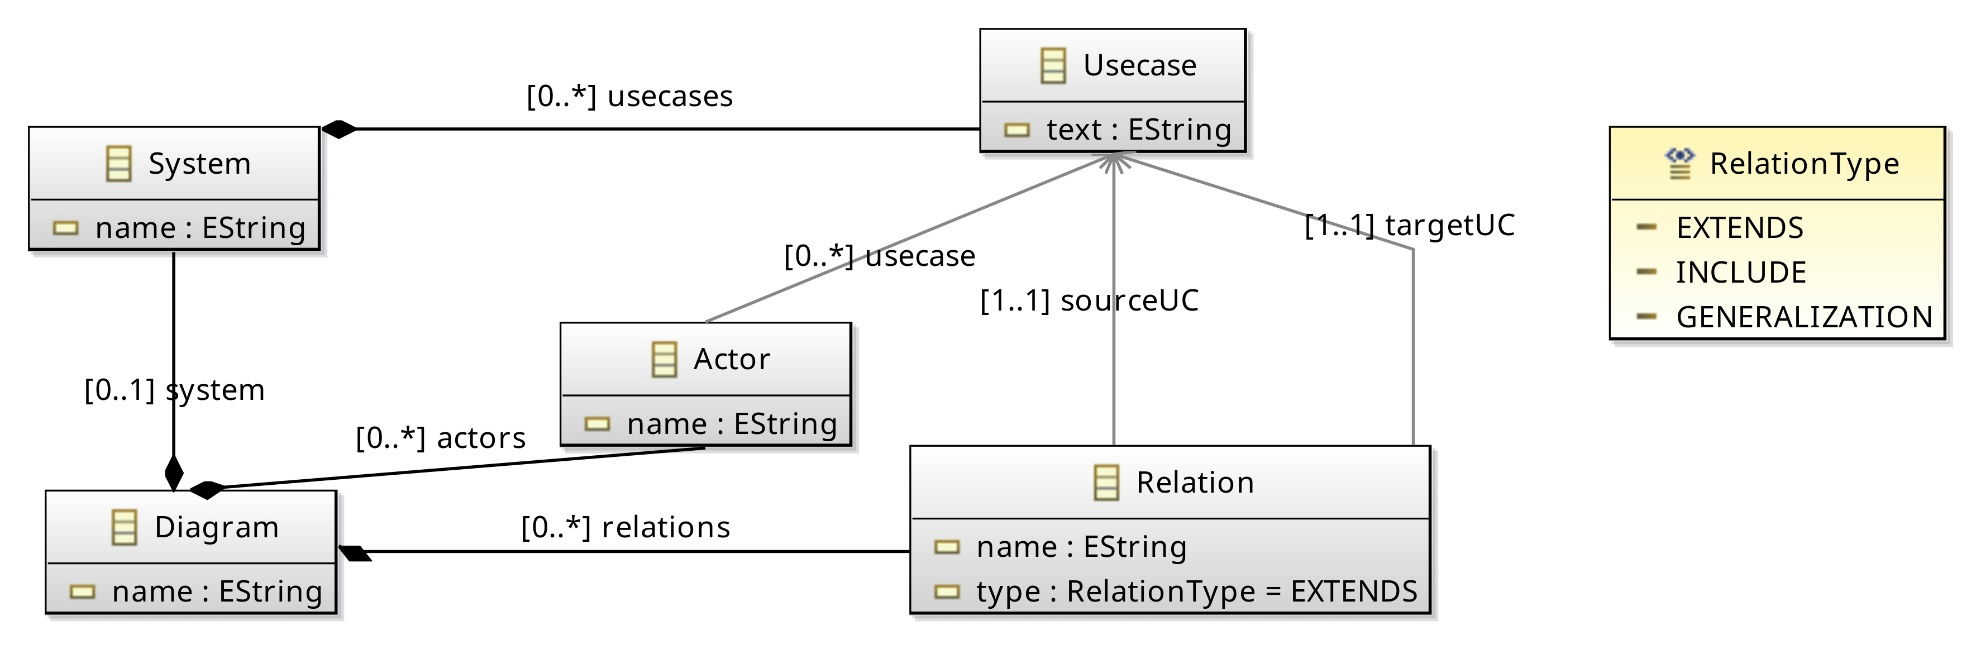 Usecase
text : EString
[0..*] usecases
System
name : EString
RelationType
EXTENDS
INCLUDE
GENERALIZATION
[1..1] targetUC
[0..*] usecase
[1..1] sourceUC
Actor
name : EString
[0..1] system
[0..*] actors
Relation
name : EString
type : RelationType = EXTENDS
Diagram
name : EString
[0..*] relations